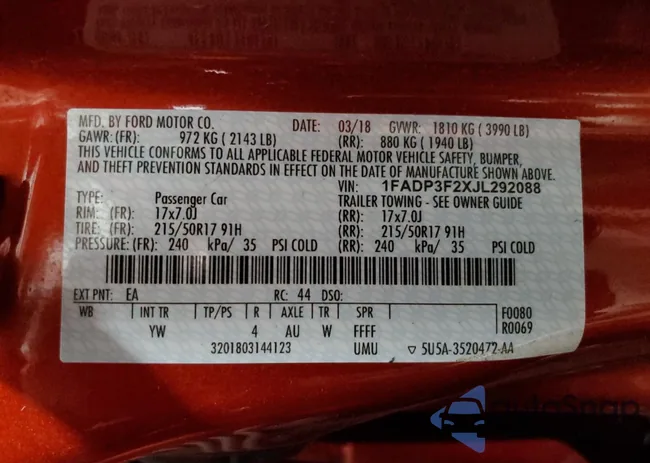 MFD. BY FORD MOTOR CO. DATE: 03/18 GVWR: 1810 KG ( 3990 LB)
GAWR: (FR): 972 KG ( 2143 LB) (RR): 880 KG ( 1940 LB)
THIS VEHICLE CONFORMS TO ALL APPLICABLE FEDERAL MOTOR VEHICLE SAFETY, BUMPER,
AND THEFT PREVENTION STANDARDS IN EFFECT ON THE DATE OF MANUFACTURE SHOWN ABOVE.
VIN: 1FADP3F2XJL292088
TYPE: Passenger Car TRAILER TOWING - SEE OWNER GUIDE
RIM: (FR) 17x7.0J (RR): 17x7.0J
TIRE: (FR) 215/50R17 91H (RR): 215/50R17 91H
PRESSURE: (FR) 240 kPa/ 35 PSI COLD (RR): 240 kPa/ 35 PSI COLD
EXT PNT: EA RC: 44 DSO:
WB INT TR TP/PS R AXLE TR SPR F0080
YW 4 AU W FFFF R0069
3201803144123 UMU ▽ 5U5A-3520472-AA
AutoSnap